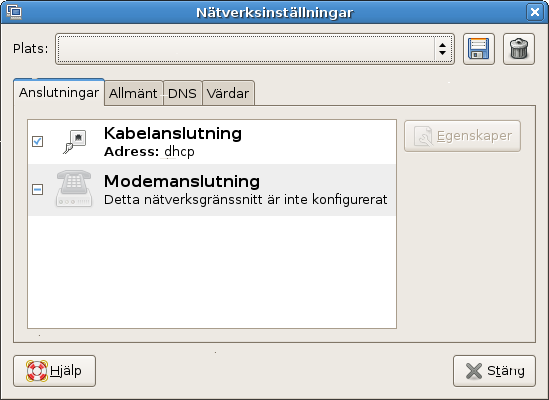 Nätverksinställningar
Plats:
Anslutningar Allmänt DNS Värdar
Kabelanslutning
Adress: dhcp
Egenskaper
Modemanslutning
Detta nätverksgränssnitt är inte konfigurerat
Hjälp
Stäng